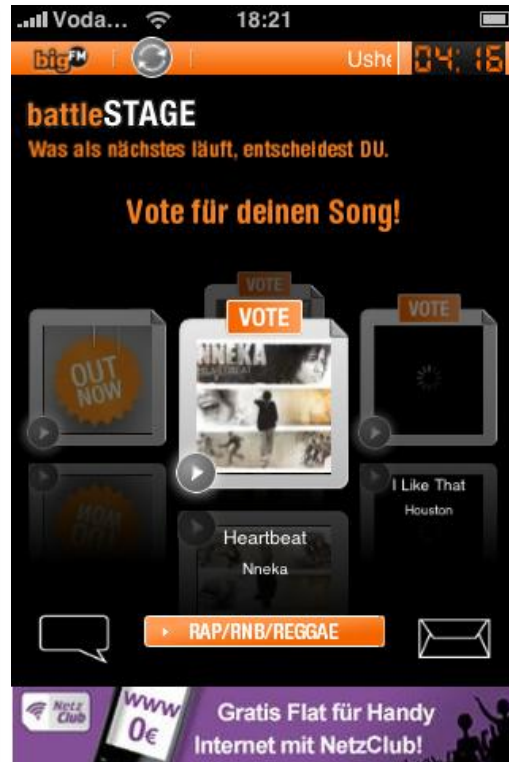 Voda... 18:21
bigFM Ushe 04:16
battleSTAGE
Was als nächstes läuft, entscheidest DU.
Vote für deinen Song!
VOTE
VOTE
VOTE
OUT
NOW
NNEKA
HEARTBEAT
I Like That
Houston
Heartbeat
Nneka
RAP/RNB/REGGAE
Netz
Club
WWW
0€
Gratis Flat für Handy
Internet mit NetzClub!